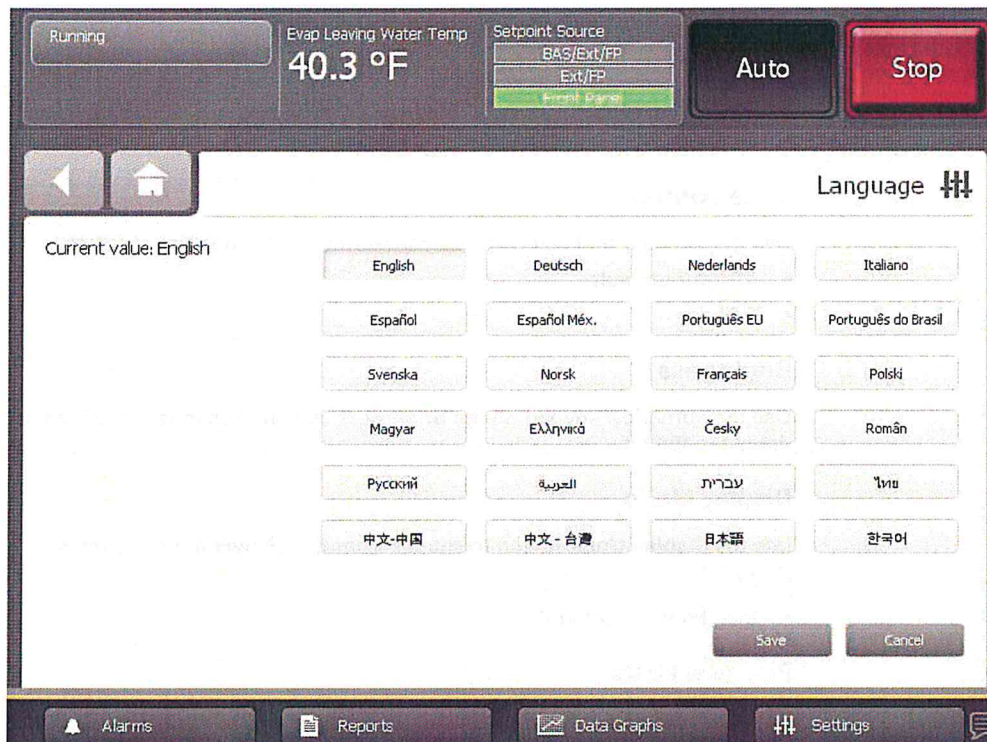 Running
Evap Leaving Water Temp
40.3 °F
Setpoint Source
BAS/Ext/FP
Ext/FP
Front Panel
Auto
Stop
Language
Current value: English
English
Deutsch
Nederlands
Italiano
Español
Español Méx.
Português EU
Português do Brasil
Svenska
Norsk
Français
Polski
Magyar
Ελληνικά
Česky
Român
Русский
العربية
עברית
ไทย
中文-中国
中文 - 台灣
日本語
한국어
Save
Cancel
Alarms
Reports
Data Graphs
Settings